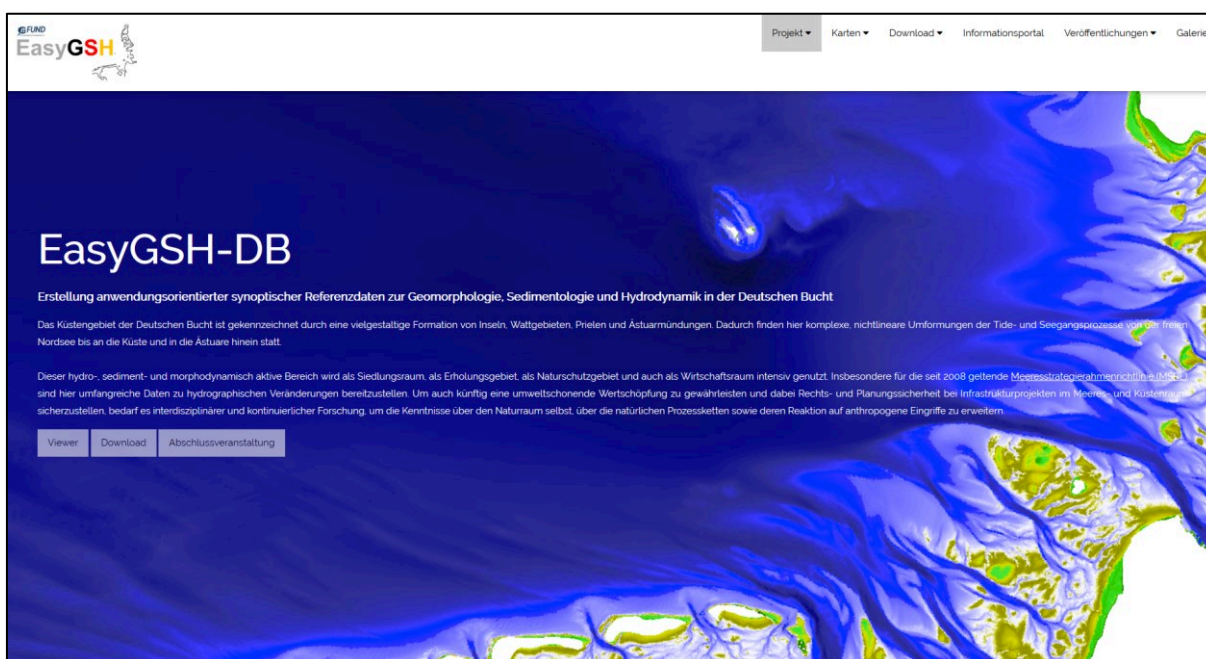 mFUND
EasyGSH
Projekt Karten Download Informationsportal Veröffentlichungen Galerie
EasyGSH-DB
Erstellung anwendungsorientierter synoptischer Referenzdaten zur Geomorphologie, Sedimentologie und Hydrodynamik in der Deutschen Bucht
Das Küstengebiet der Deutschen Bucht ist gekennzeichnet durch eine vielgestaltige Formation von Inseln, Wattgebieten, Prielen und Ästuarmündungen. Dadurch finden hier komplexe, nichtlineare Umformungen der Tide- und Seegangsprozesse von der freien
Nordsee bis an die Küste und in die Ästuare hinein statt.
Dieser hydro-, sediment- und morphodynamisch aktive Bereich wird als Siedlungsraum, als Erholungsgebiet, als Naturschutzgebiet und auch als Wirtschaftsraum intensiv genutzt. Insbesondere für die seit 2008 geltende Meeresstrategierahmenrichtlinie (MSRL)
sind hier umfangreiche Daten zu hydrographischen Veränderungen bereitzustellen. Um auch künftig eine umweltschonende Wertschöpfung zu gewährleisten und dabei Rechts- und Planungssicherheit bei Infrastrukturprojekten im Meeres- und Küstenraum
sicherzustellen, bedarf es interdisziplinärer und kontinuierlicher Forschung, um die Kenntnisse über den Naturraum selbst, über die natürlichen Prozessketten sowie deren Reaktion auf anthropogene Eingriffe zu erweitern.
Viewer Download Abschlussveranstaltung